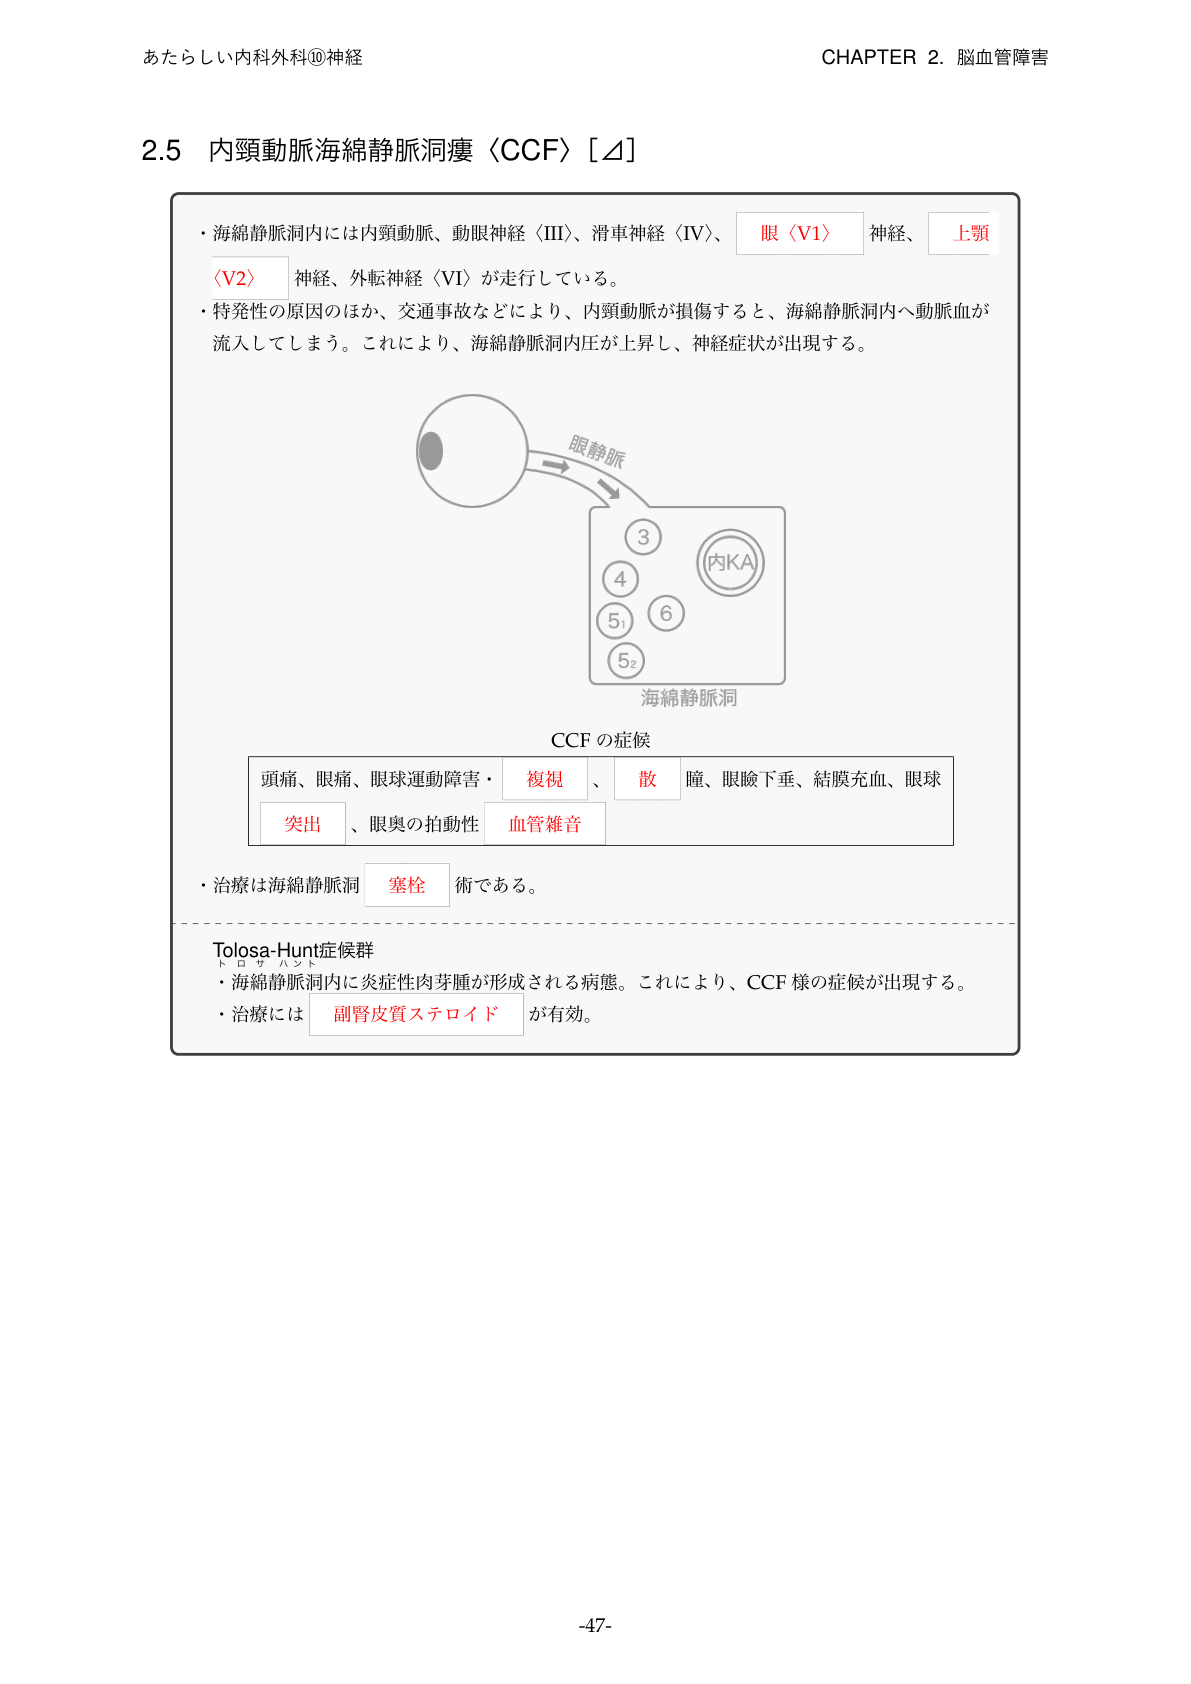 あたらしい内科外科⑩神経 CHAPTER 2. 脳血管障害
2.5 内頸動脈海綿静脈洞瘻〈CCF〉[⊿]
・海綿静脈洞内には内頸動脈、動眼神経〈III〉、滑車神経〈IV〉、 眼〈V1〉 神経、 上顎
〈V2〉 神経、外転神経〈VI〉が走行している。
・特発性の原因のほか、交通事故などにより、内頸動脈が損傷すると、海綿静脈洞内へ動脈血が
流入してしまう。これにより、海綿静脈洞内圧が上昇し、神経症状が出現する。
眼静脈
3
内KA
4
5₁ 6
5₂
海綿静脈洞
CCF の症候
頭痛、眼痛、眼球運動障害・ 複視 、 散 瞳、眼瞼下垂、結膜充血、眼球
突出 、眼奥の拍動性 血管雑音
・治療は海綿静脈洞 塞栓 術である。
Tolosa-Hunt症候群
トロサ ハント
・海綿静脈洞内に炎症性肉芽腫が形成される病態。これにより、CCF 様の症候が出現する。
・治療には 副腎皮質ステロイド が有効。
-47-